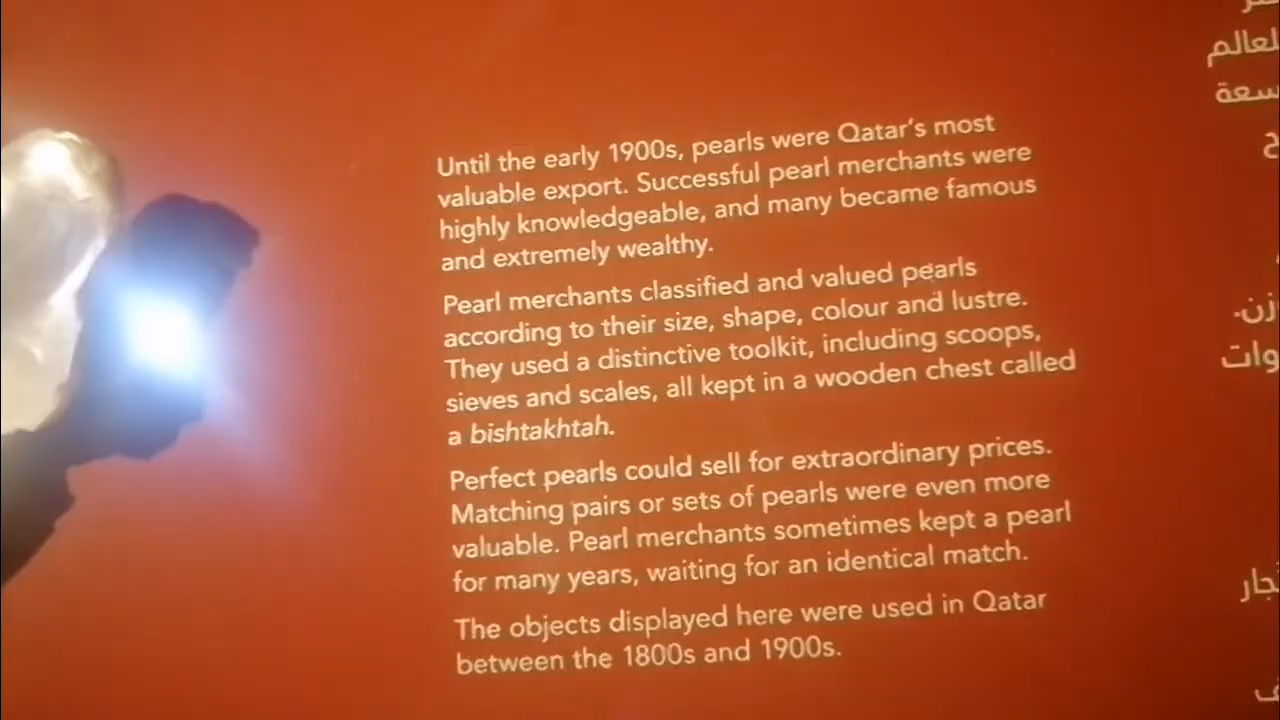 Until the early 1900s, pearls were Qatar's most
valuable export. Successful pearl merchants were
highly knowledgeable, and many became famous
and extremely wealthy.
Pearl merchants classified and valued pearls
according to their size, shape, colour and lustre.
They used a distinctive toolkit, including scoops,
sieves and scales, all kept in a wooden chest called
a bishtakhtah.
Perfect pearls could sell for extraordinary prices.
Matching pairs or sets of pearls were even more
valuable. Pearl merchants sometimes kept a pearl
for many years, waiting for an identical match.
The objects displayed here were used in Qatar
between the 1800s and 1900s.